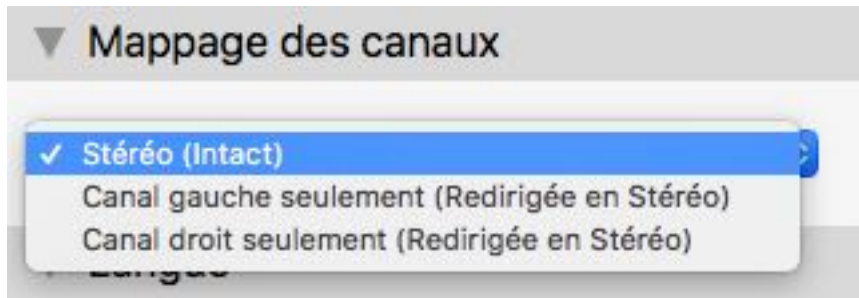 Mappage des canaux
Stéréo (Intact)
Canal gauche seulement (Redirigée en Stéréo)
Canal droit seulement (Redirigée en Stéréo)